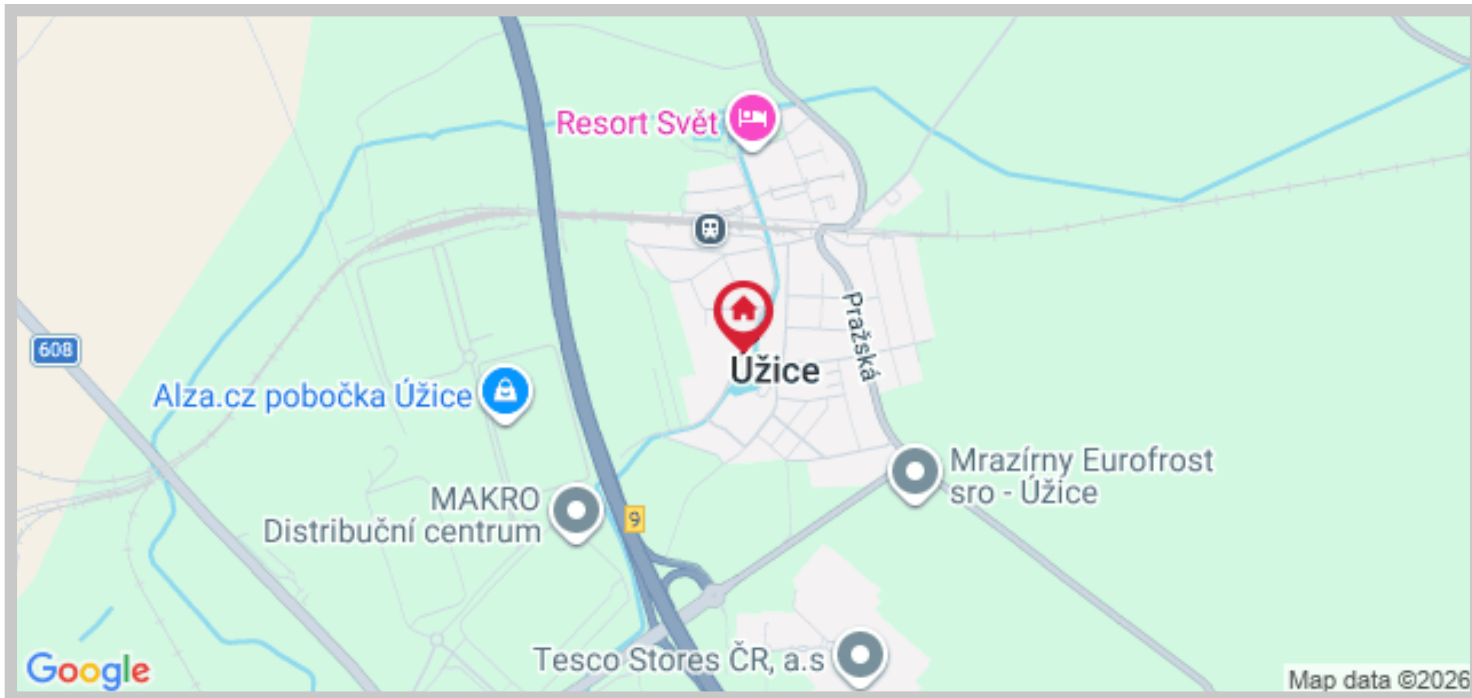 Resort Svět
Pražská
608
Užice
Alza.cz pobočka Úžice
Mrazírny Eurofrost
sro - Úžice
MAKRO
Distribuční centrum
9
Tesco Stores ČR, a.s
Google
Map data ©2026